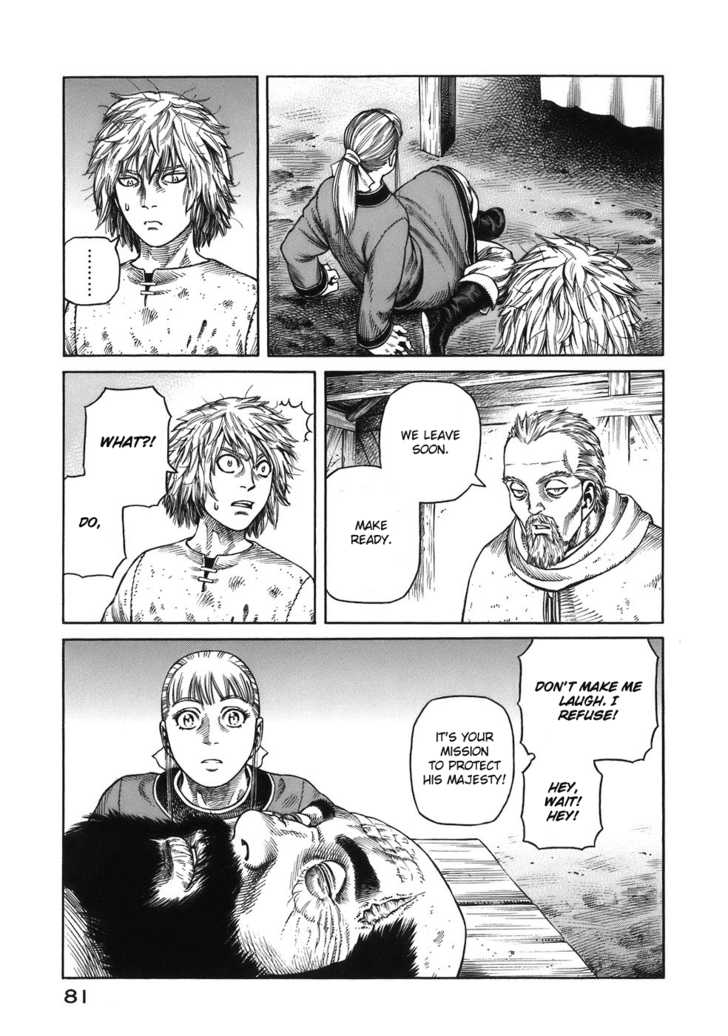 ........
WE LEAVE
SOON.
MAKE
READY.
WHAT?!
DO,
DON'T MAKE ME
LAUGH. I
REFUSE!
HEY,
WAIT!
HEY!
IT'S YOUR
MISSION
TO PROTECT
HIS MAJESTY!
81